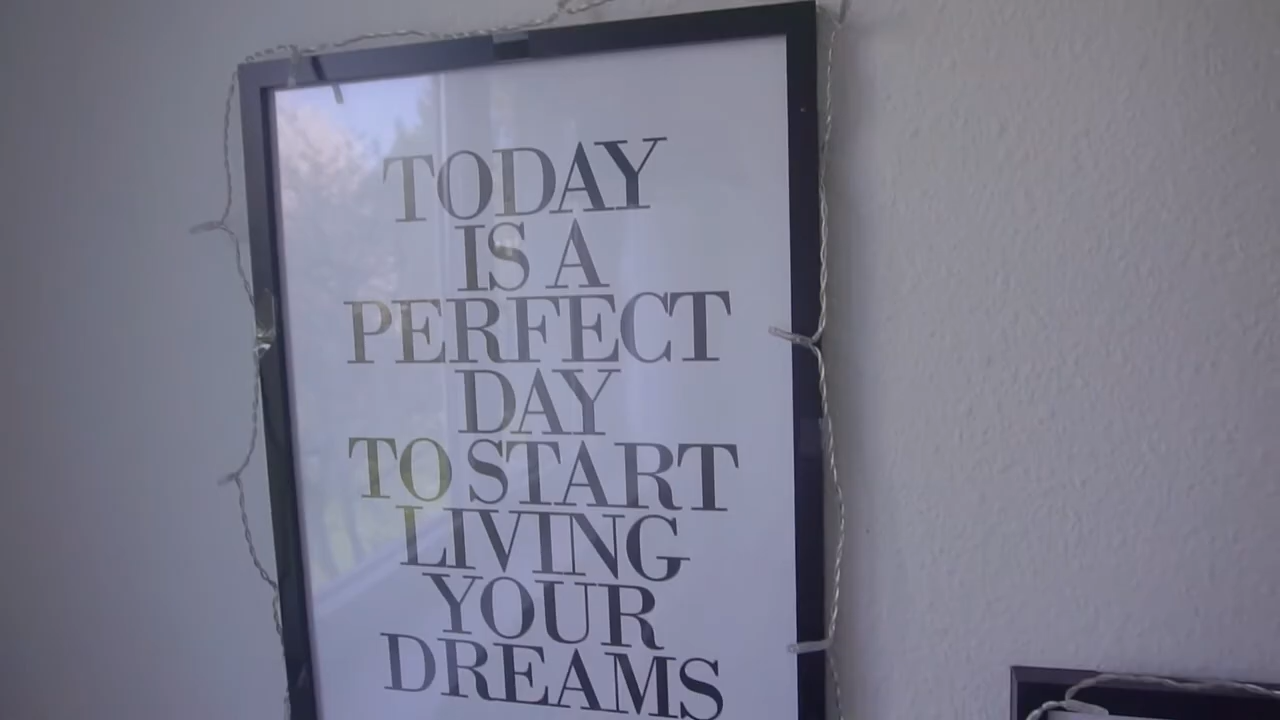 TODAY
IS A
PERFECT
DAY
TO START
LIVING
YOUR
DREAMS